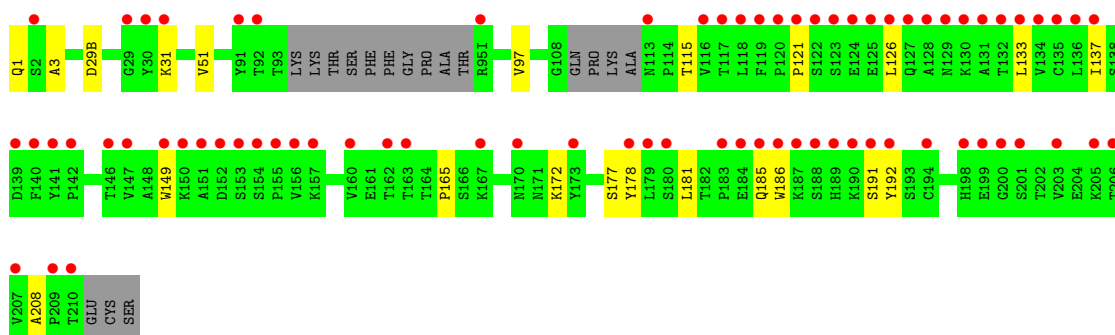 Q1 S2 A3 D29B G29 Y30 K31 V51 Y91 T92 T93 LYS LYS THR SER PHE PHE GLY PRO ALA THR R95I V97 G108 GLN PRO LYS ALA N113 P114 T115 V116 T117 L118 F119 P120 P121 S122 S123 E124 E125 L126 Q127 A128 N129 K130 A131 T132 L133 V134 C135 L136 I137 S138
D139 F140 Y141 P142 T146 V147 A148 W149 K150 A151 D152 S153 S154 P155 V156 K157 V160 E161 T162 T163 T164 P165 S166 K167 N170 N171 K172 Y173 S177 Y178 L179 S180 L181 T182 P183 E184 Q185 W186 K187 S188 H189 K190 S191 Y192 S193 C194 H198 E199 G200 S201 T202 V203 E204 K205 T206
V207 A208 P209 T210 GLU CYS SER